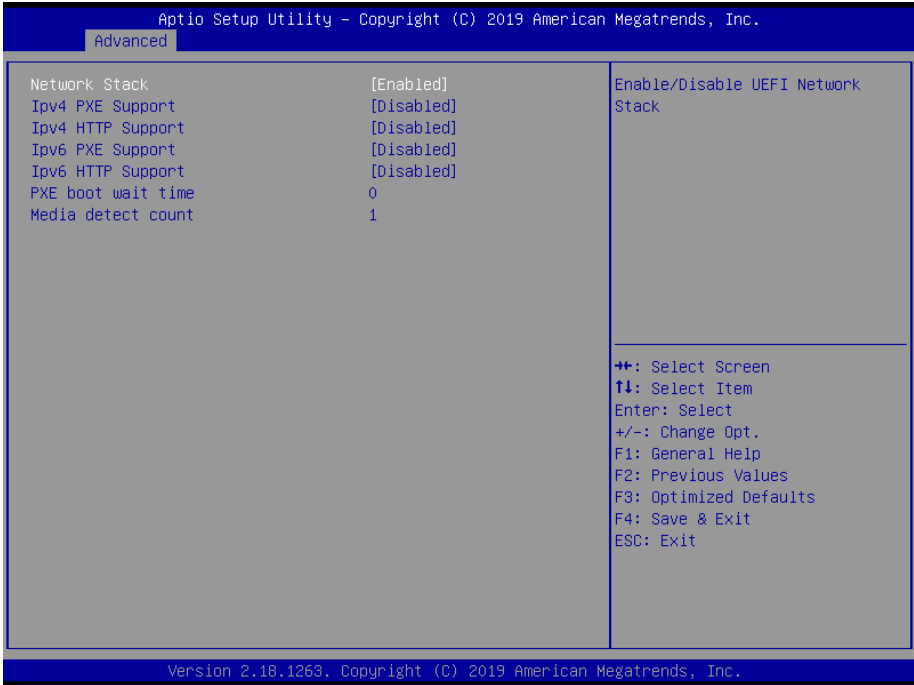 Aptio Setup Utility – Copyright (C) 2019 American Megatrends, Inc.
Advanced
Network Stack [Enabled]
Ipv4 PXE Support [Disabled]
Ipv4 HTTP Support [Disabled]
Ipv6 PXE Support [Disabled]
Ipv6 HTTP Support [Disabled]
PXE boot wait time 0
Media detect count 1
Enable/Disable UEFI Network
Stack
→←: Select Screen
↑↓: Select Item
Enter: Select
+/-: Change Opt.
F1: General Help
F2: Previous Values
F3: Optimized Defaults
F4: Save & Exit
ESC: Exit
Version 2.18.1263. Copyright (C) 2019 American Megatrends, Inc.